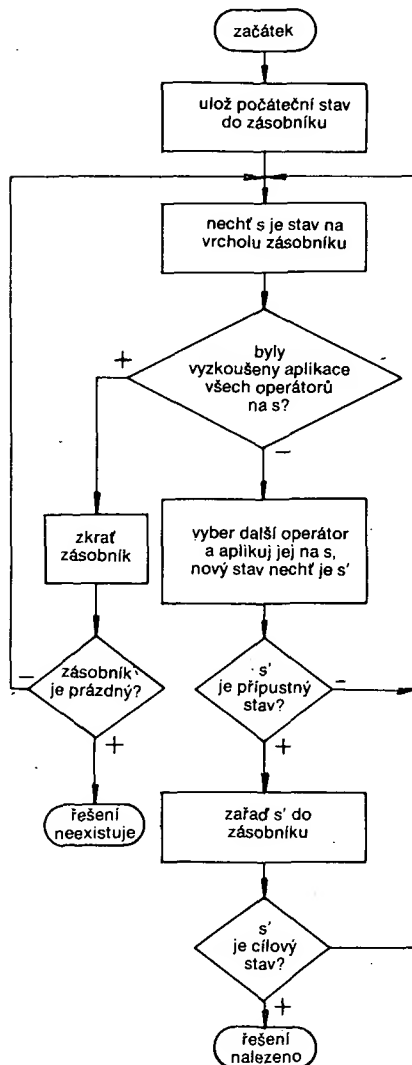 začátek
ulož počáteční stav
do zásobníku
nechť s je stav na
vrcholu zásobníku
byly
vyzkoušeny aplikace
všech operátorů
na s?
+
−
zkrať
zásobník
vyber další operátor
a aplikuj jej na s,
nový stav nechť je s'
zásobník
je prázdný?
−
+
s'
je přípustný
stav?
−
+
řešení
neexistuje
zařaď s' do
zásobníku
s'
je cílový
stav?
+
řešení
nalezeno